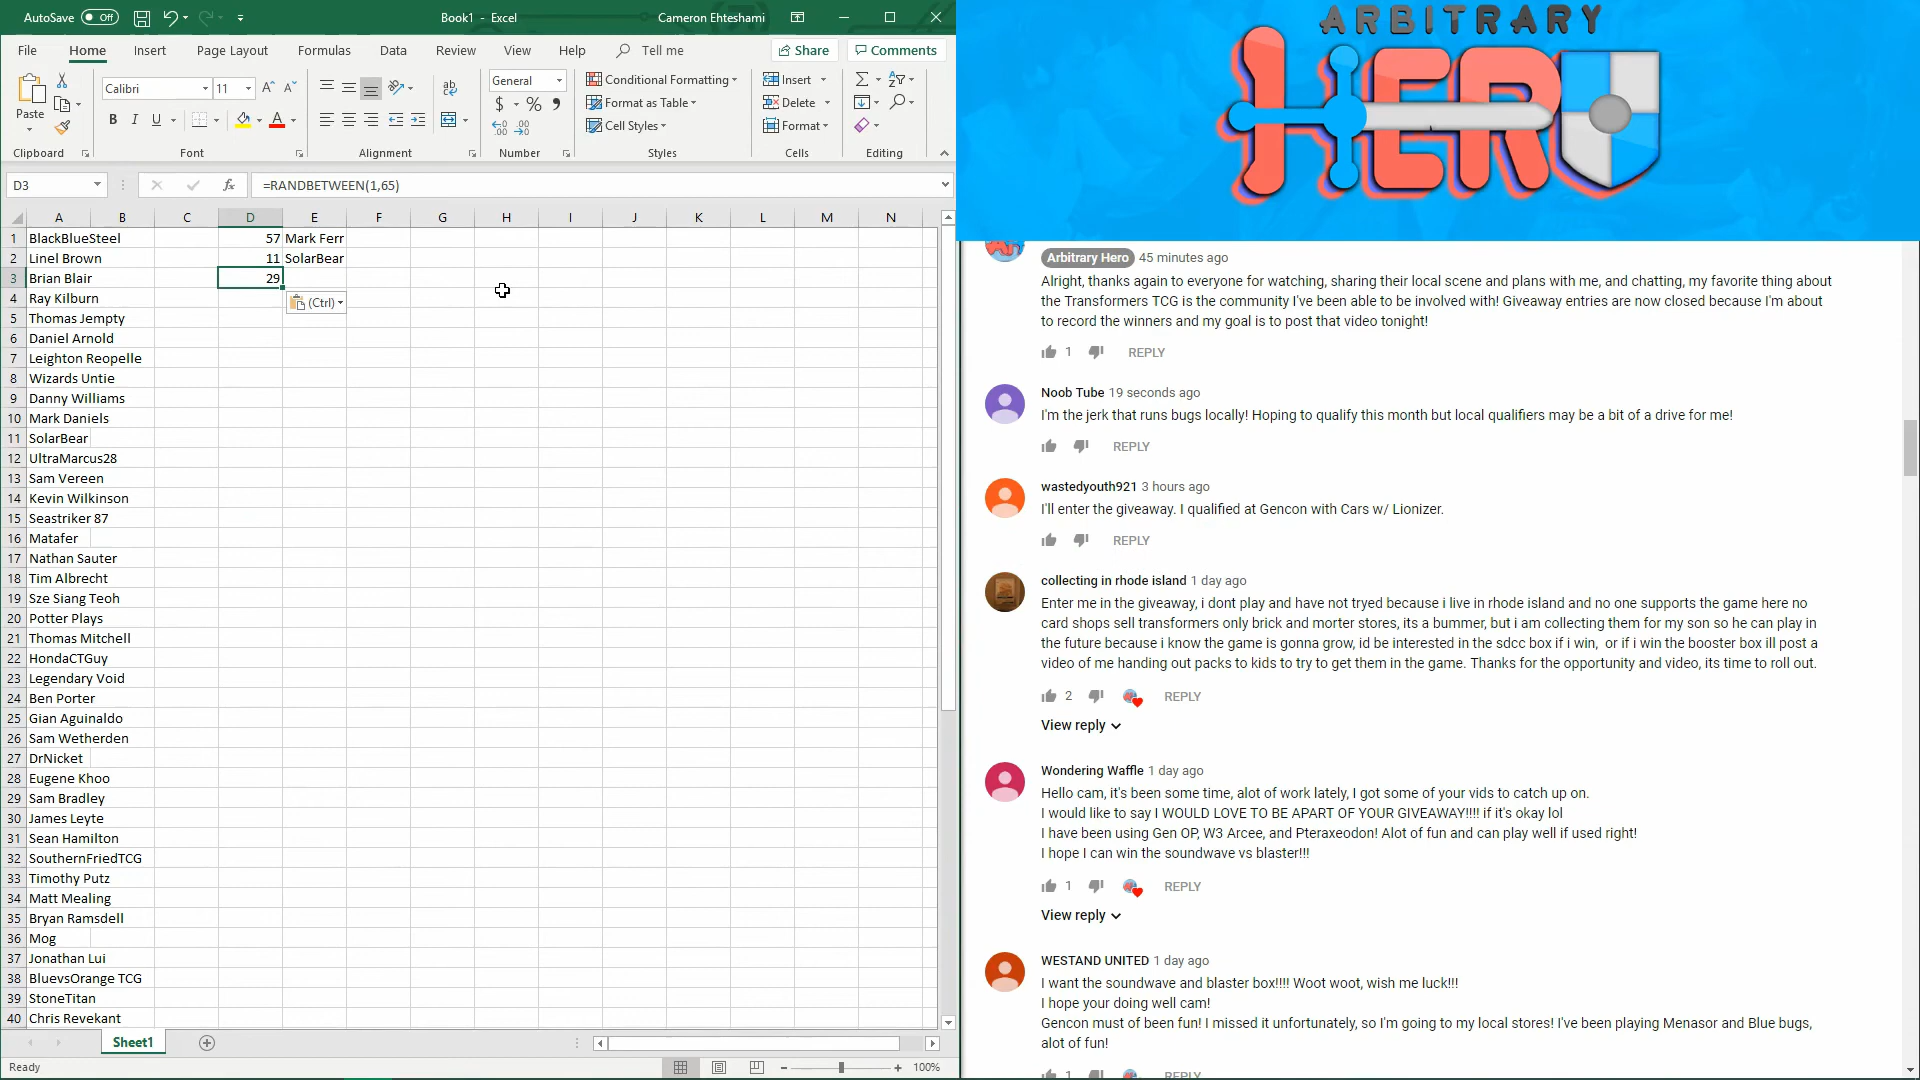 AutoSave Off Book1 - Excel Cameron Ehteshami
File Home Insert Page Layout Formulas Data Review View Help Tell me Share Comments
Paste
Clipboard
Calibri 11
B I U A
Font
ab
Alignment
General
$ % 9
Number
Conditional Formatting
Format as Table
Cell Styles
Styles
Insert
Delete
Format
Cells
Editing
D3 fx =RANDBETWEEN(1,65)
A B C D E F G H I J K L M N
1 BlackBlueSteel 57 Mark Ferr
2 Linel Brown 11 SolarBear
3 Brian Blair 29
4 Ray Kilburn (Ctrl)
5 Thomas Jempty
6 Daniel Arnold
7 Leighton Reopelle
8 Wizards Untie
9 Danny Williams
10 Mark Daniels
11 SolarBear
12 UltraMarcus28
13 Sam Vereen
14 Kevin Wilkinson
15 Seastriker 87
16 Matafer
17 Nathan Sauter
18 Tim Albrecht
19 Sze Siang Teoh
20 Potter Plays
21 Thomas Mitchell
22 HondaCTGuy
23 Legendary Void
24 Ben Porter
25 Gian Aguinaldo
26 Sam Wetherden
27 DrNicket
28 Eugene Khoo
29 Sam Bradley
30 James Leyte
31 Sean Hamilton
32 SouthernFriedTCG
33 Timothy Putz
34 Matt Mealing
35 Bryan Ramsdell
36 Mog
37 Jonathan Lui
38 BluevsOrange TCG
39 StoneTitan
40 Chris Revekant
Sheet1
Ready 100%
ARBITRARY
HERO
Arbitrary Hero 45 minutes ago
Alright, thanks again to everyone for watching, sharing their local scene and plans with me, and chatting, my favorite thing about
the Transformers TCG is the community I've been able to be involved with! Giveaway entries are now closed because I'm about
to record the winners and my goal is to post that video tonight!
1 REPLY
Noob Tube 19 seconds ago
I'm the jerk that runs bugs locally! Hoping to qualify this month but local qualifiers may be a bit of a drive for me!
REPLY
wastedyouth921 3 hours ago
I'll enter the giveaway. I qualified at Gencon with Cars w/ Lionizer.
REPLY
collecting in rhode island 1 day ago
Enter me in the giveaway, i dont play and have not tryed because i live in rhode island and no one supports the game here no
card shops sell transformers only brick and morter stores, its a bummer, but i am collecting them for my son so he can play in
the future because i know the game is gonna grow, id be interested in the sdcc box if i win, or if i win the booster box ill post a
video of me handing out packs to kids to try to get them in the game. Thanks for the opportunity and video, its time to roll out.
2 REPLY
View reply
Wondering Waffle 1 day ago
Hello cam, it's been some time, alot of work lately, I got some of your vids to catch up on.
I would like to say I WOULD LOVE TO BE APART OF YOUR GIVEAWAY!!!! if it's okay lol
I have been using Gen OP, W3 Arcee, and Pteraxeodon! Alot of fun and can play well if used right!
I hope I can win the soundwave vs blaster!!!
1 REPLY
View reply
WESTAND UNITED 1 day ago
I want the soundwave and blaster box!!!! Woot woot, wish me luck!!!
I hope your doing well cam!
Gencon must of been fun! I missed it unfortunately, so I'm going to my local stores! I've been playing Menasor and Blue bugs,
alot of fun!
1 REPLY